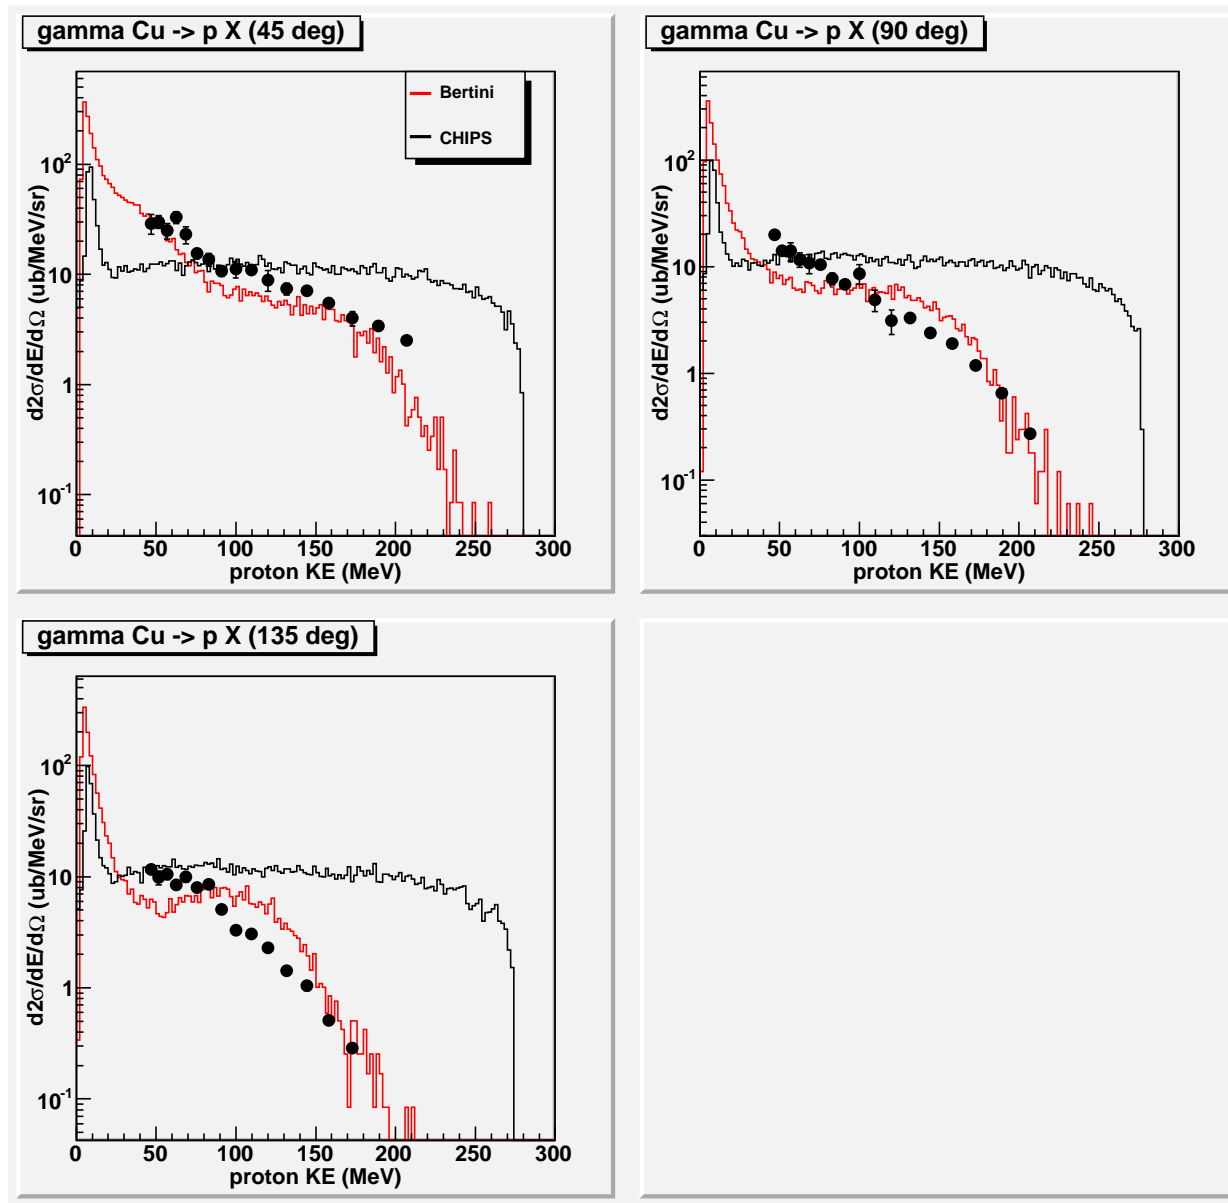 gamma Cu -> p X (45 deg)
Bertini
CHIPS
10²
10
1
10⁻¹
d2σ/dE/dΩ (ub/MeV/sr)
0 50 100 150 200 250 300
proton KE (MeV)
gamma Cu -> p X (90 deg)
10²
10
1
10⁻¹
d2σ/dE/dΩ (ub/MeV/sr)
0 50 100 150 200 250 300
proton KE (MeV)
gamma Cu -> p X (135 deg)
10²
10
1
10⁻¹
d2σ/dE/dΩ (ub/MeV/sr)
0 50 100 150 200 250 300
proton KE (MeV)